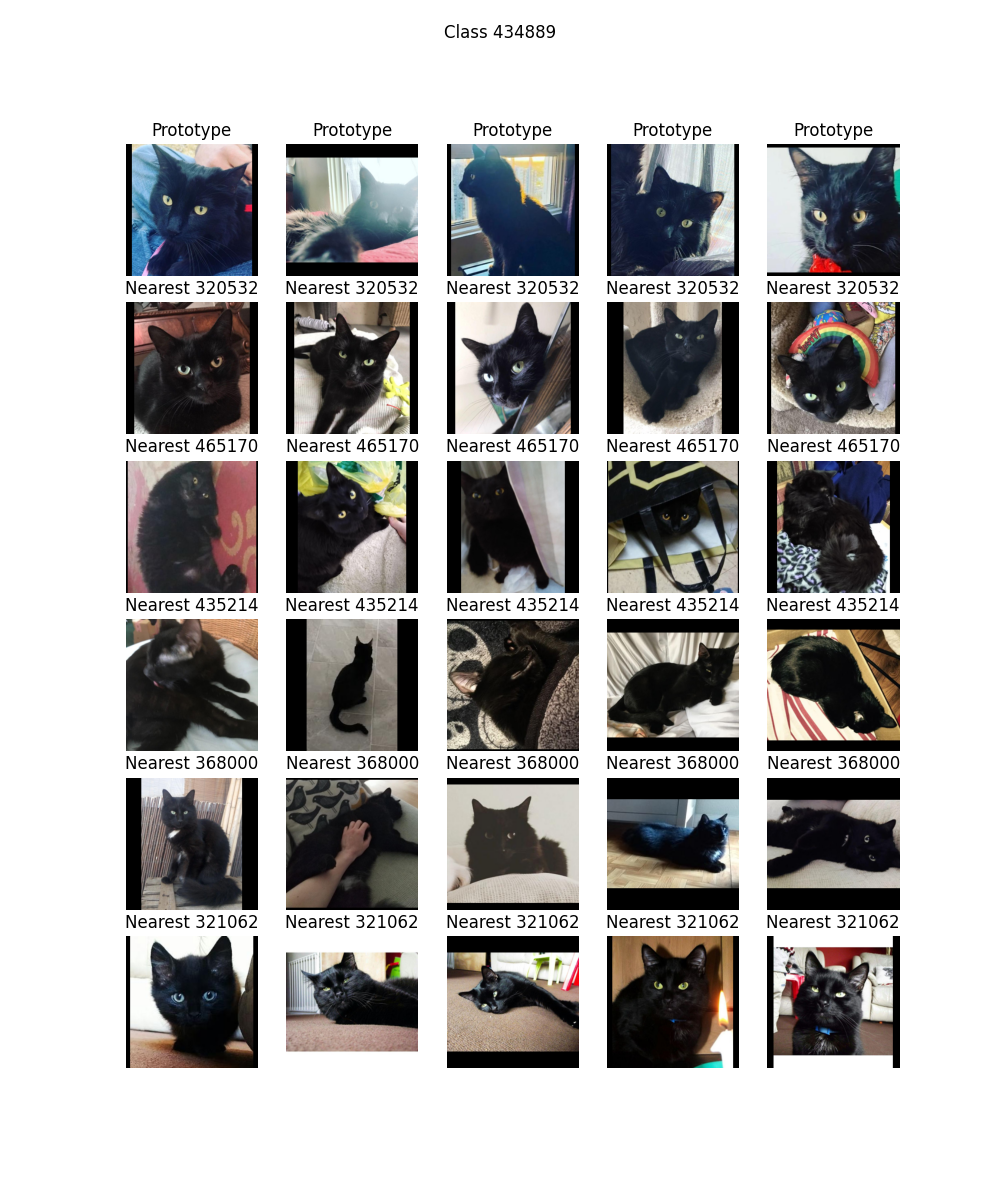 Class 434889
Prototype Prototype Prototype Prototype Prototype
Nearest 320532 Nearest 320532 Nearest 320532 Nearest 320532 Nearest 320532
Nearest 465170 Nearest 465170 Nearest 465170 Nearest 465170 Nearest 465170
Nearest 435214 Nearest 435214 Nearest 435214 Nearest 435214 Nearest 435214
Nearest 368000 Nearest 368000 Nearest 368000 Nearest 368000 Nearest 368000
Nearest 321062 Nearest 321062 Nearest 321062 Nearest 321062 Nearest 321062